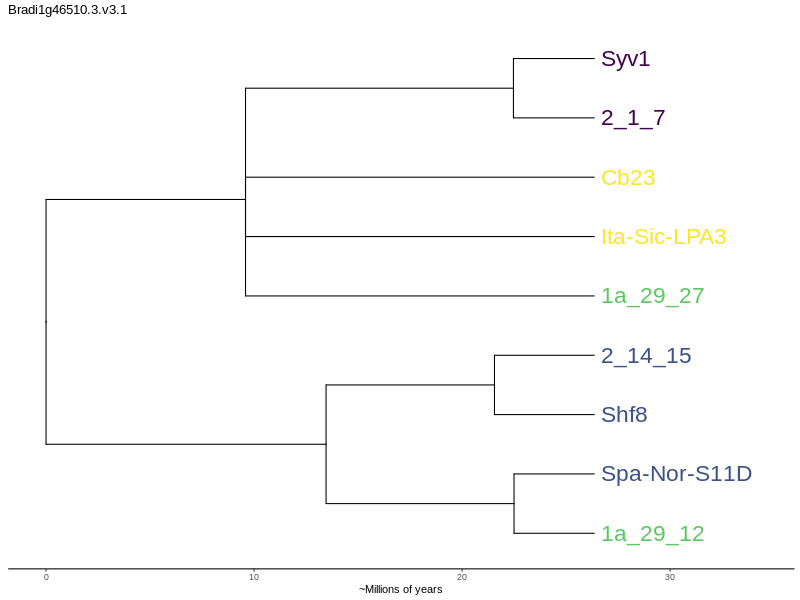 Bradi1g46510.3.v3.1
Syv1
2_1_7
Cb23
Ita-Sic-LPA3
1a_29_27
2_14_15
Shf8
Spa-Nor-S11D
1a_29_12
0 10 20 30
~Millions of years